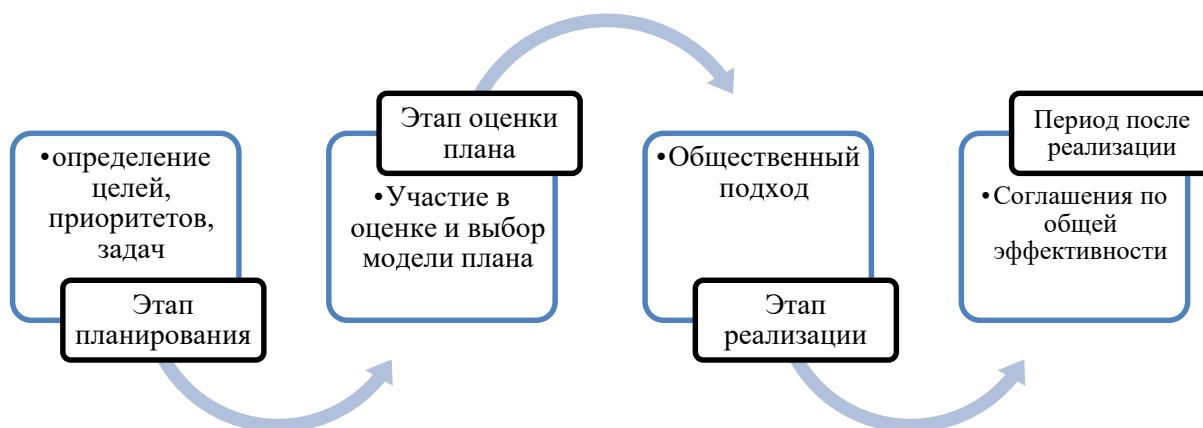 •определение
целей,
приоритетов,
задач
Этап
планирования
Этап оценки
плана
•Участие в
оценке и выбор
модели плана
•Общественный
подход
Этап
реализации
Период после
реализации
•Соглашения по
общей
эффективности